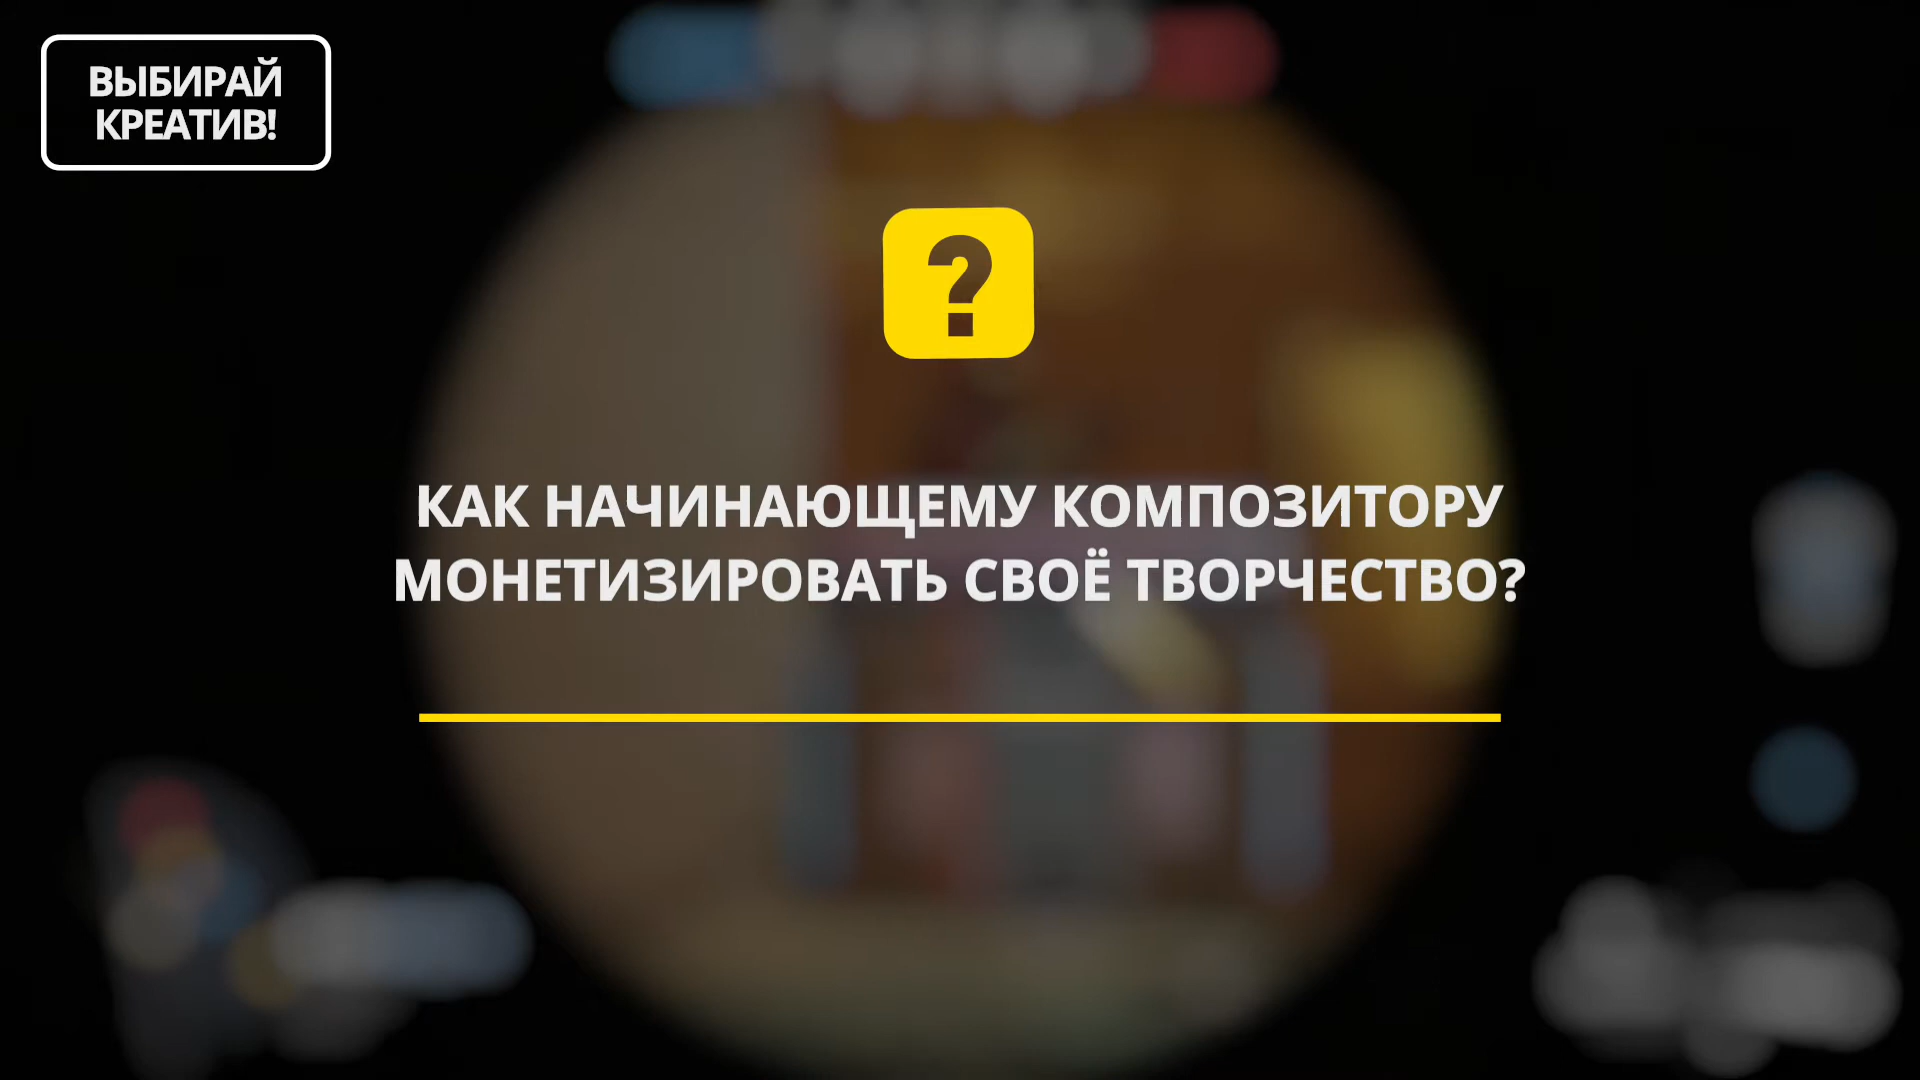 ВЫБИРАЙ
КРЕАТИВ!
?
КАК НАЧИНАЮЩЕМУ КОМПОЗИТОРУ
МОНЕТИЗИРОВАТЬ СВОЁ ТВОРЧЕСТВО?